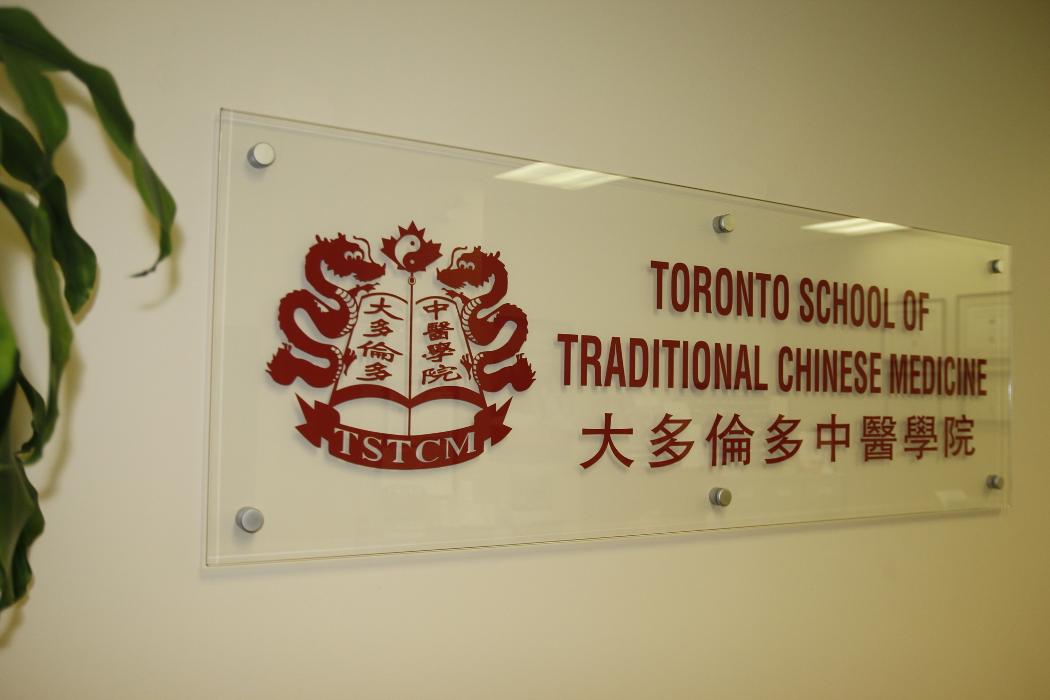 大多倫多
中醫學院
TSTCM
TORONTO SCHOOL OF
TRADITIONAL CHINESE MEDICINE
大多倫多中醫學院